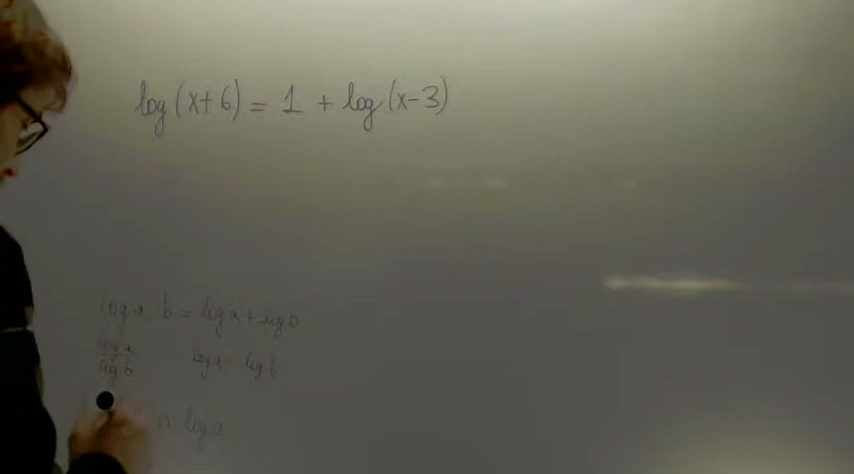 log (x+6) = 1 + log (x-3)
log a · b = log a + log b
log a / log b log a - log b
n log a